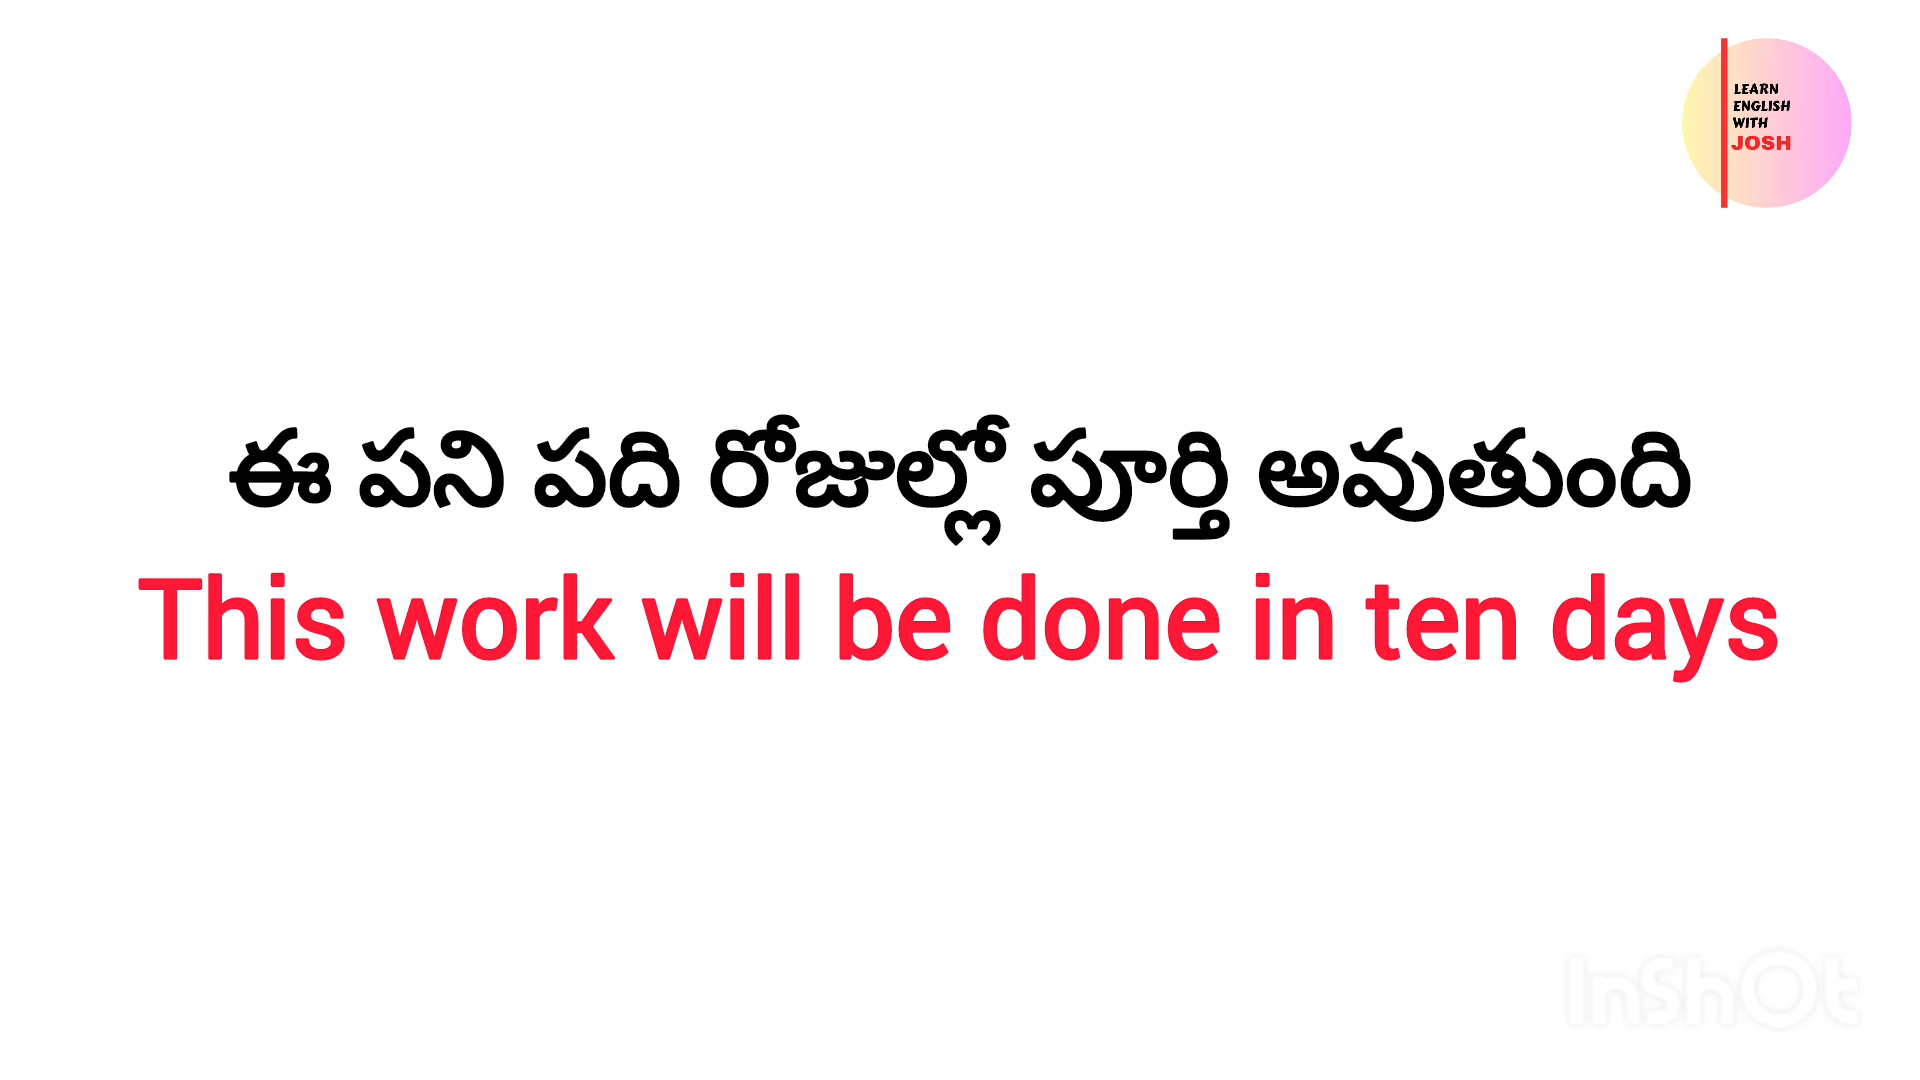 LEARN
ENGLISH
WITH
JOSH
ఈ పని పది రోజుల్లో పూర్తి అవుతుంది
This work will be done in ten days
InShOt